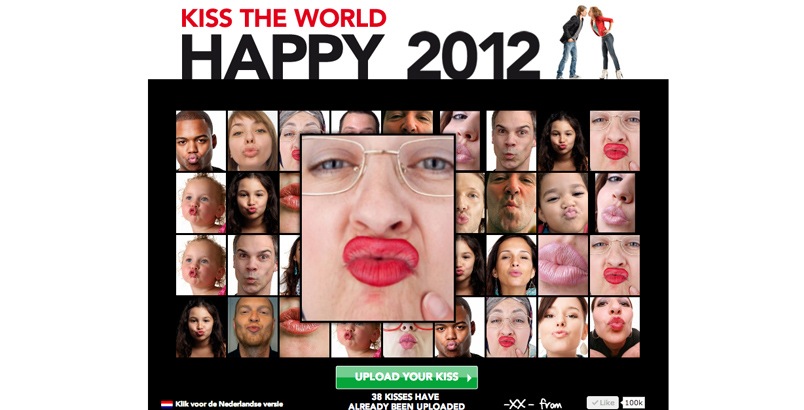 KISS THE WORLD
HAPPY 2012
UPLOAD YOUR KISS
38 KISSES HAVE
ALREADY BEEN UPLOADED
Klik voor de Nederlandse versie
-XX- from
Like 100k